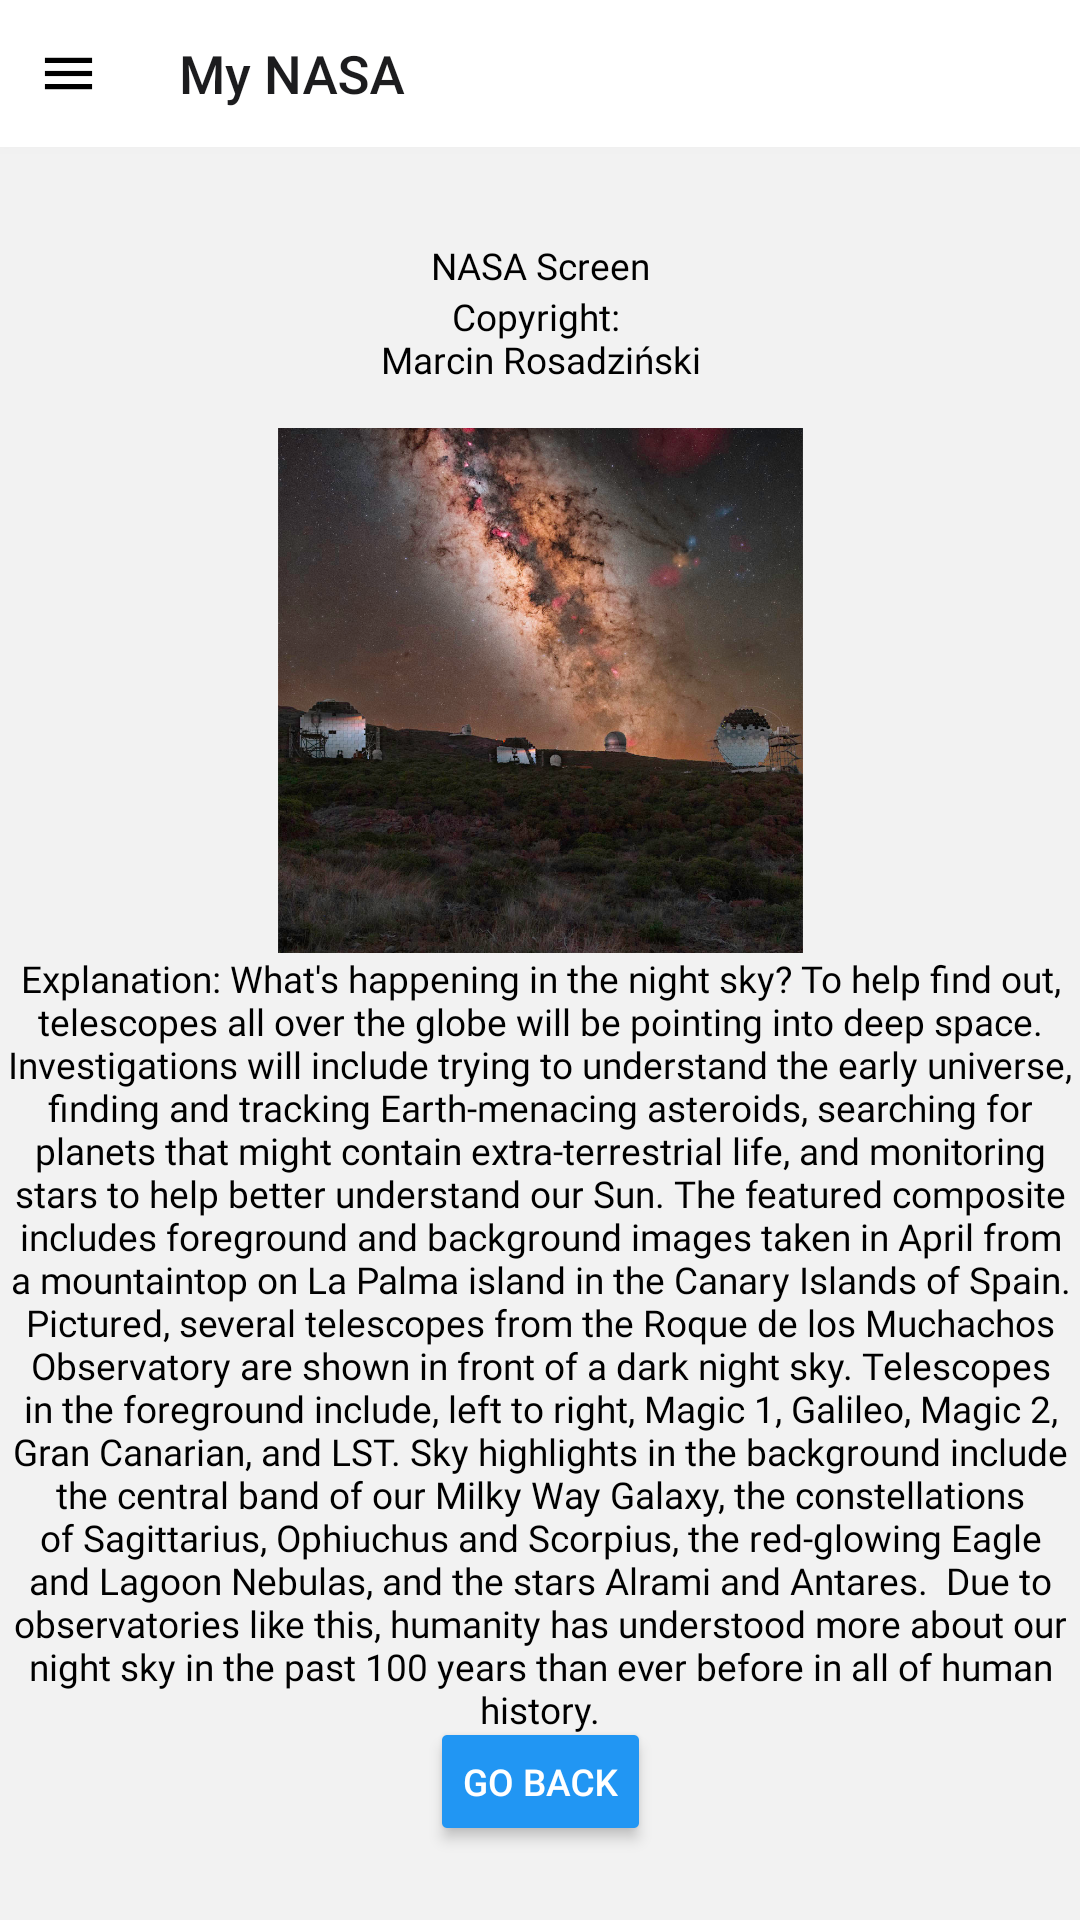 My NASA
NASA Screen
Copyright:
Marcin Rosadziński
Explanation: What's happening in the night sky? To help find out,
telescopes all over the globe will be pointing into deep space.
Investigations will include trying to understand the early universe,
finding and tracking Earth-menacing asteroids, searching for
planets that might contain extra-terrestrial life, and monitoring
stars to help better understand our Sun. The featured composite
includes foreground and background images taken in April from
a mountaintop on La Palma island in the Canary Islands of Spain.
Pictured, several telescopes from the Roque de los Muchachos
Observatory are shown in front of a dark night sky. Telescopes
in the foreground include, left to right, Magic 1, Galileo, Magic 2,
Gran Canarian, and LST. Sky highlights in the background include
the central band of our Milky Way Galaxy, the constellations
of Sagittarius, Ophiuchus and Scorpius, the red-glowing Eagle
and Lagoon Nebulas, and the stars Alrami and Antares.  Due to
observatories like this, humanity has understood more about our
night sky in the past 100 years than ever before in all of human
history.
GO BACK